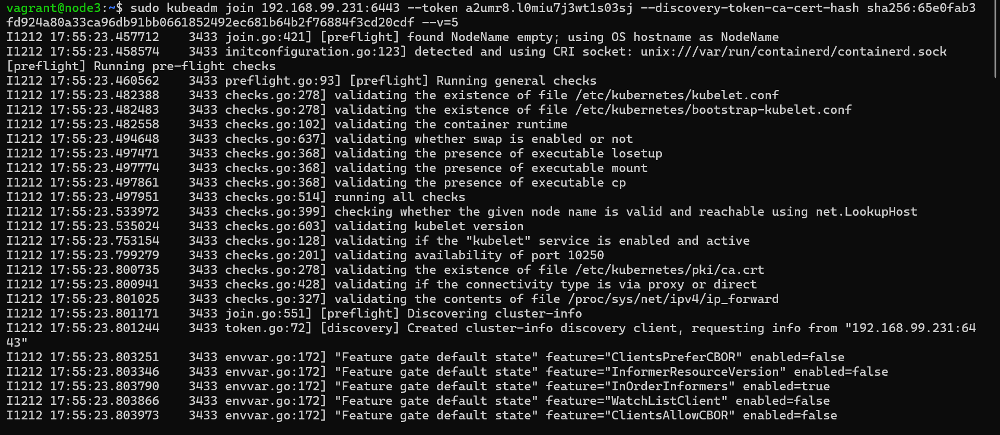 vagrant@node3:~$ sudo kubeadm join 192.168.99.231:6443 --token a2umr8.l0miu7j3wt1s03sj --discovery-token-ca-cert-hash sha256:65e0fab3
fd924a80a33ca96db91bb0661852492ec681b64b2f76884f3cd20cdf --v=5
I1212 17:55:23.457712    3433 join.go:421] [preflight] found NodeName empty; using OS hostname as NodeName
I1212 17:55:23.458574    3433 initconfiguration.go:123] detected and using CRI socket: unix:///var/run/containerd/containerd.sock
[preflight] Running pre-flight checks
I1212 17:55:23.460562    3433 preflight.go:93] [preflight] Running general checks
I1212 17:55:23.482388    3433 checks.go:278] validating the existence of file /etc/kubernetes/kubelet.conf
I1212 17:55:23.482483    3433 checks.go:278] validating the existence of file /etc/kubernetes/bootstrap-kubelet.conf
I1212 17:55:23.482558    3433 checks.go:102] validating the container runtime
I1212 17:55:23.494648    3433 checks.go:637] validating whether swap is enabled or not
I1212 17:55:23.497471    3433 checks.go:368] validating the presence of executable losetup
I1212 17:55:23.497774    3433 checks.go:368] validating the presence of executable mount
I1212 17:55:23.497861    3433 checks.go:368] validating the presence of executable cp
I1212 17:55:23.497951    3433 checks.go:514] running all checks
I1212 17:55:23.533972    3433 checks.go:399] checking whether the given node name is valid and reachable using net.LookupHost
I1212 17:55:23.535024    3433 checks.go:603] validating kubelet version
I1212 17:55:23.753154    3433 checks.go:128] validating if the "kubelet" service is enabled and active
I1212 17:55:23.799279    3433 checks.go:201] validating availability of port 10250
I1212 17:55:23.800735    3433 checks.go:278] validating the existence of file /etc/kubernetes/pki/ca.crt
I1212 17:55:23.800941    3433 checks.go:428] validating if the connectivity type is via proxy or direct
I1212 17:55:23.801025    3433 checks.go:327] validating the contents of file /proc/sys/net/ipv4/ip_forward
I1212 17:55:23.801171    3433 join.go:551] [preflight] Discovering cluster-info
I1212 17:55:23.801244    3433 token.go:72] [discovery] Created cluster-info discovery client, requesting info from "192.168.99.231:64
43"
I1212 17:55:23.803251    3433 envvar.go:172] "Feature gate default state" feature="ClientsPreferCBOR" enabled=false
I1212 17:55:23.803346    3433 envvar.go:172] "Feature gate default state" feature="InformerResourceVersion" enabled=false
I1212 17:55:23.803790    3433 envvar.go:172] "Feature gate default state" feature="InOrderInformers" enabled=true
I1212 17:55:23.803866    3433 envvar.go:172] "Feature gate default state" feature="WatchListClient" enabled=false
I1212 17:55:23.803973    3433 envvar.go:172] "Feature gate default state" feature="ClientsAllowCBOR" enabled=false